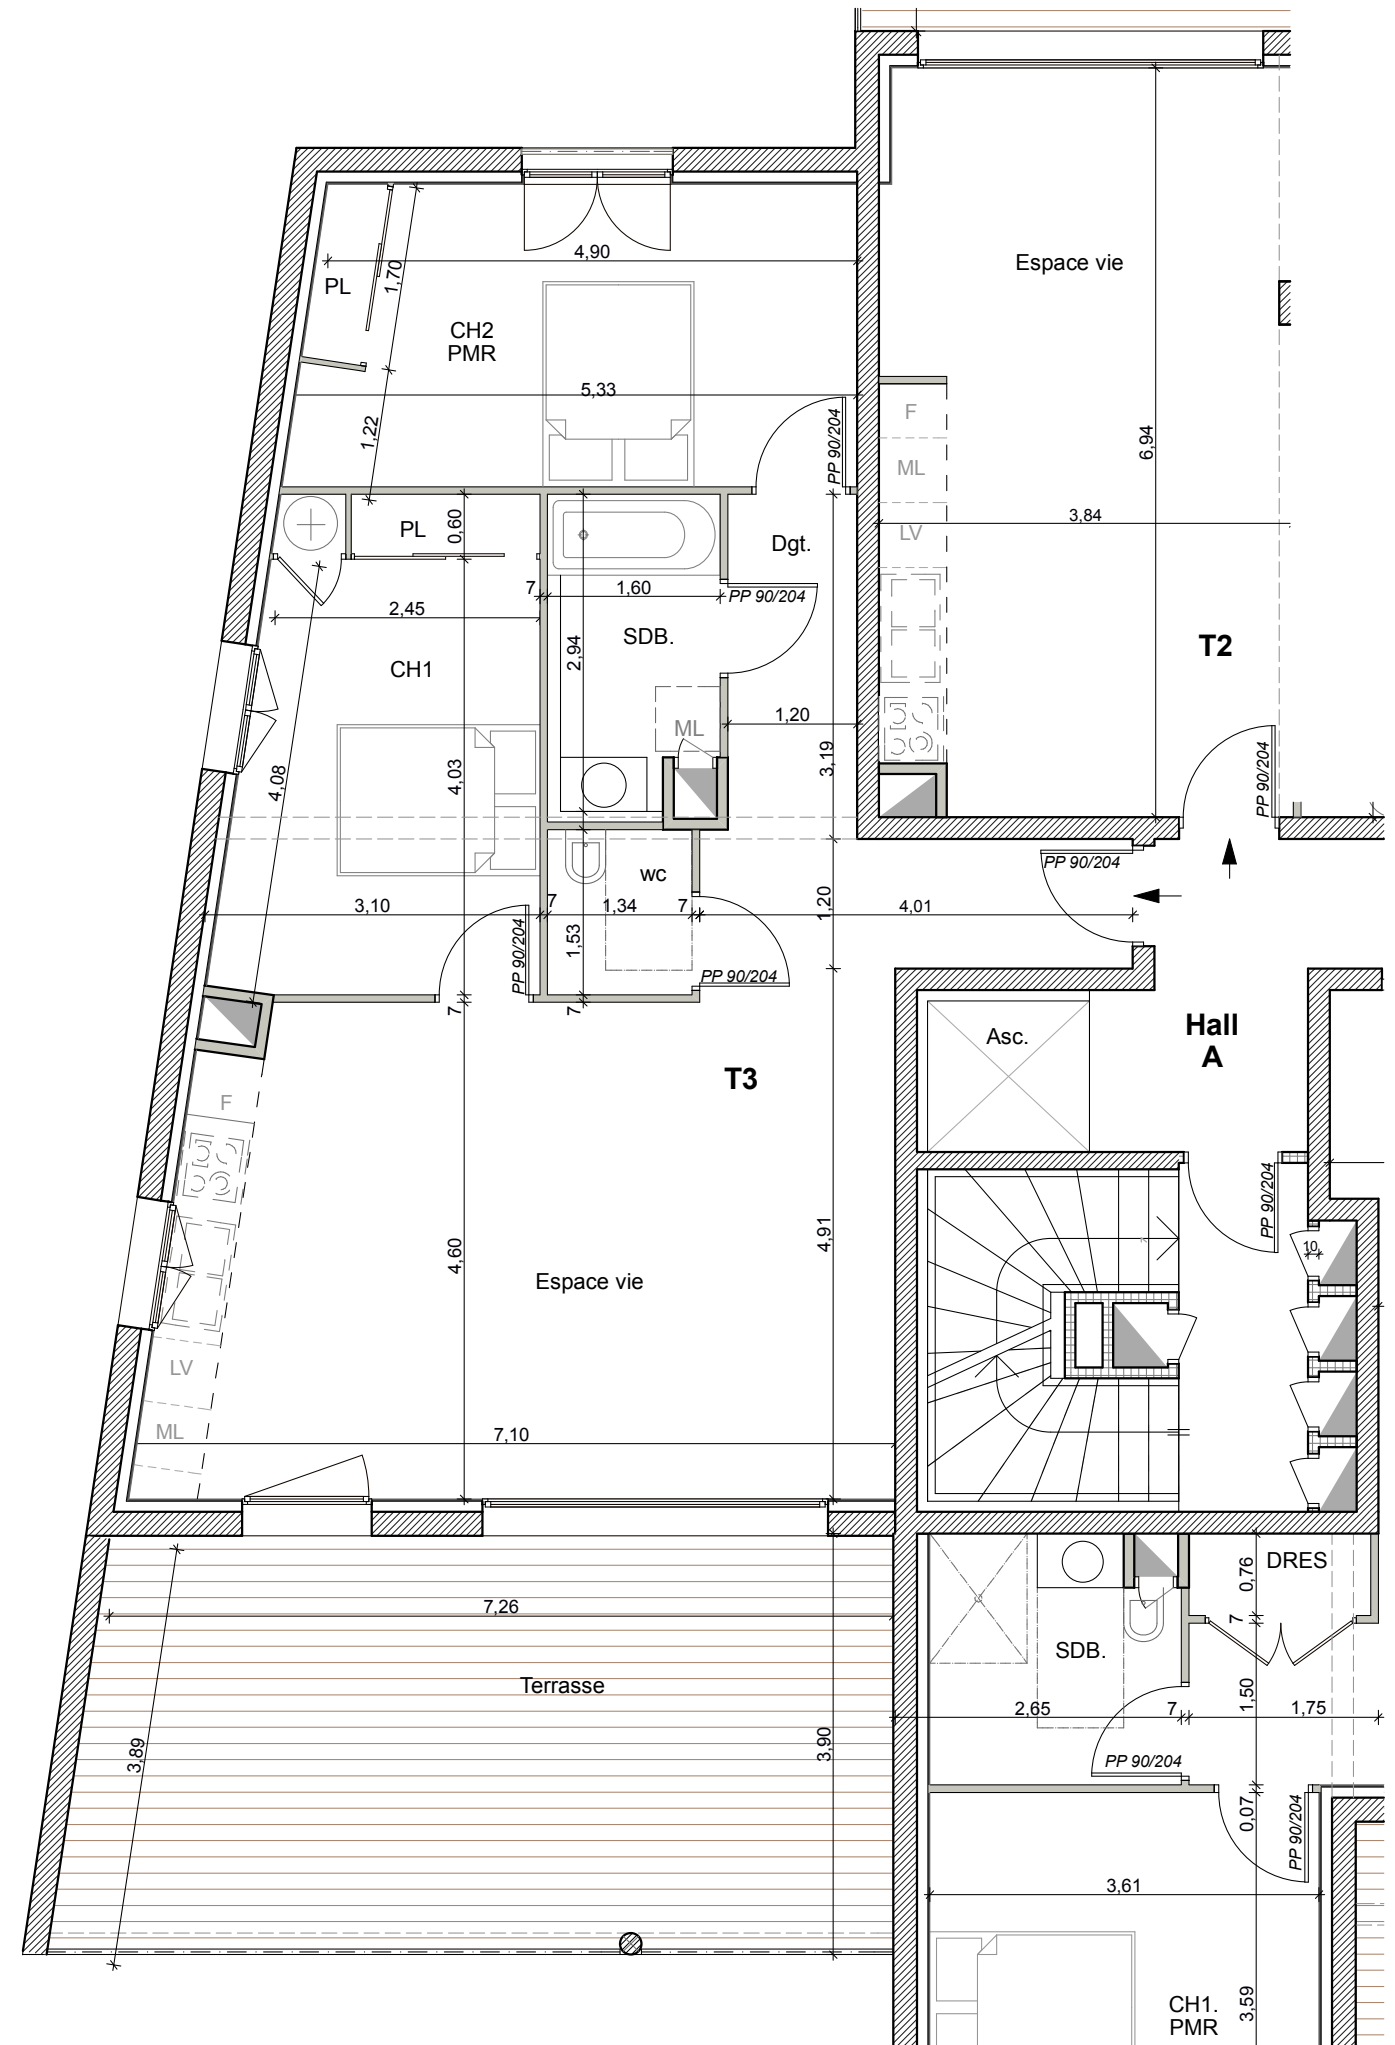 Espace vie
4,90
PL
1,70
CH2
PMR
5,33
1,22
PP 90/204
F
ML
LV
6,94
3,84
T2
PL
0,60
Dgt.
7
1,60
PP 90/204
2,45
SDB.
2,94
CH1
ML
1,20
3,19
4,08
4,03
PP 90/204
PP 90/204
wc
3,10
7
1,34
7
1,20
4,01
1,53
PP 90/204
PP 90/204
7
7
Hall
A
Asc.
T3
F
PP 90/204
4,60
4,91
10
Espace vie
LV
ML
7,10
DRES
0,76
7
7,26
SDB.
Terrasse
1,50
2,65
7
1,75
3,89
3,90
PP 90/204
0,07
PP 90/204
3,61
CH1.
PMR
3,59